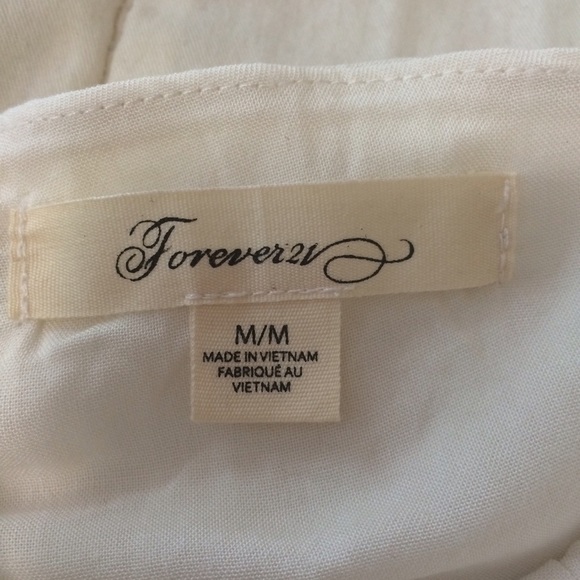 Forever21
M/M
MADE IN VIETNAM
FABRIQUÉ AU
VIETNAM